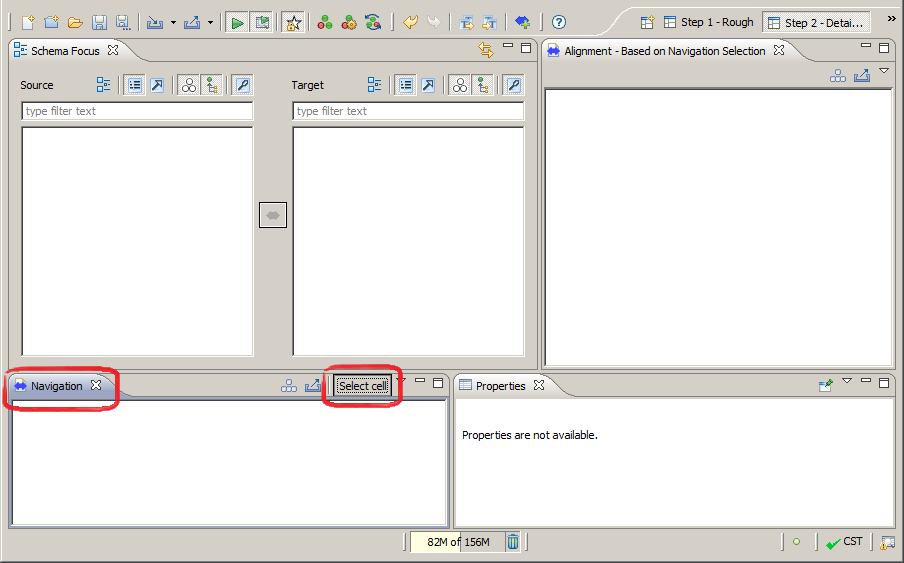 Step 1 - Rough
Step 2 - Detai...
»
Schema Focus
Alignment - Based on Navigation Selection
Source
Target
type filter text
type filter text
Navigation
Select cell
Properties
Properties are not available.
82M of 156M
CST